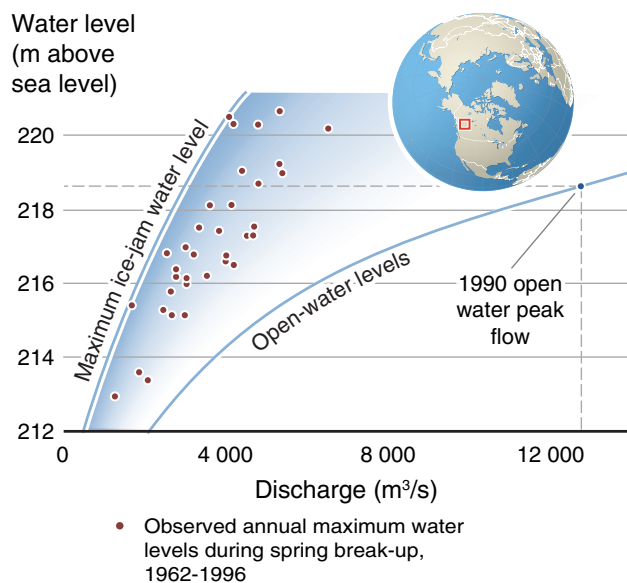 Water level
(m above
sea level)
220
218
216
214
212
Maximum ice-jam water level
Open-water levels
1990 open
water peak
flow
0
4 000
8 000
12 000
Discharge (m³/s)
Observed annual maximum water
levels during spring break-up,
1962-1996